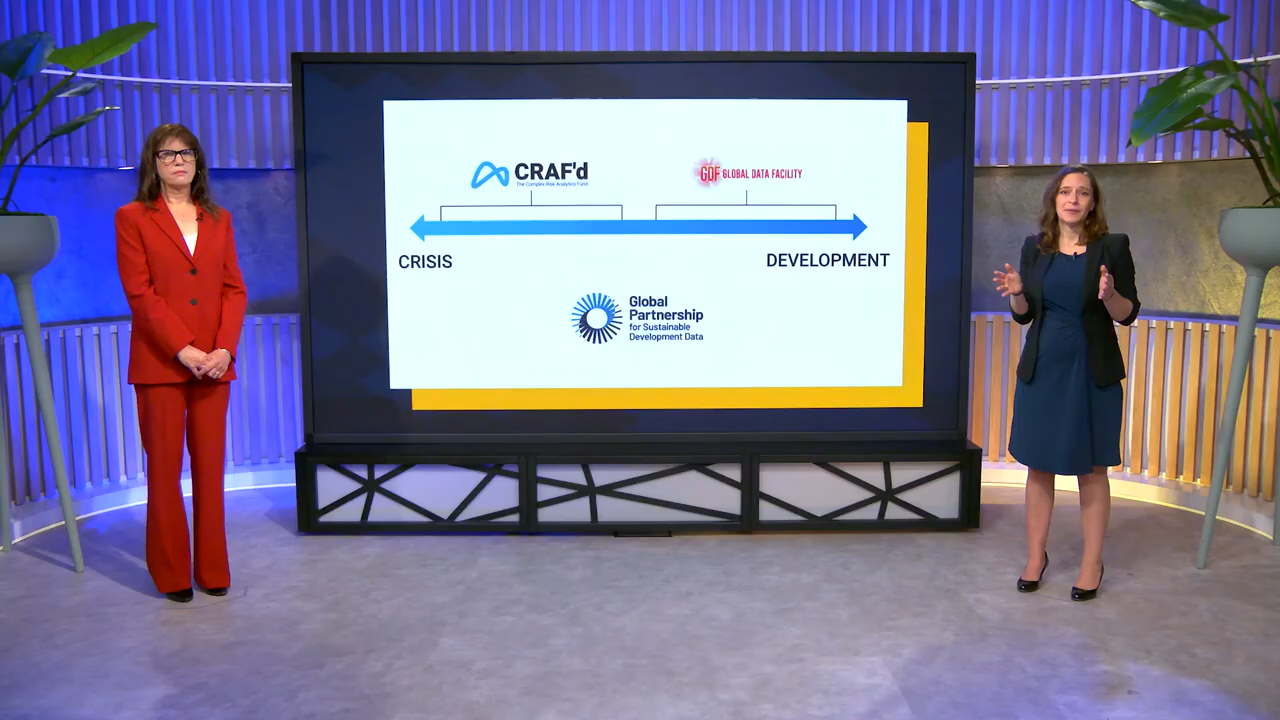 CRAF'd
The Complex Risk Analytics Fund
GDF GLOBAL DATA FACILITY
CRISIS
DEVELOPMENT
Global
Partnership
for Sustainable
Development Data